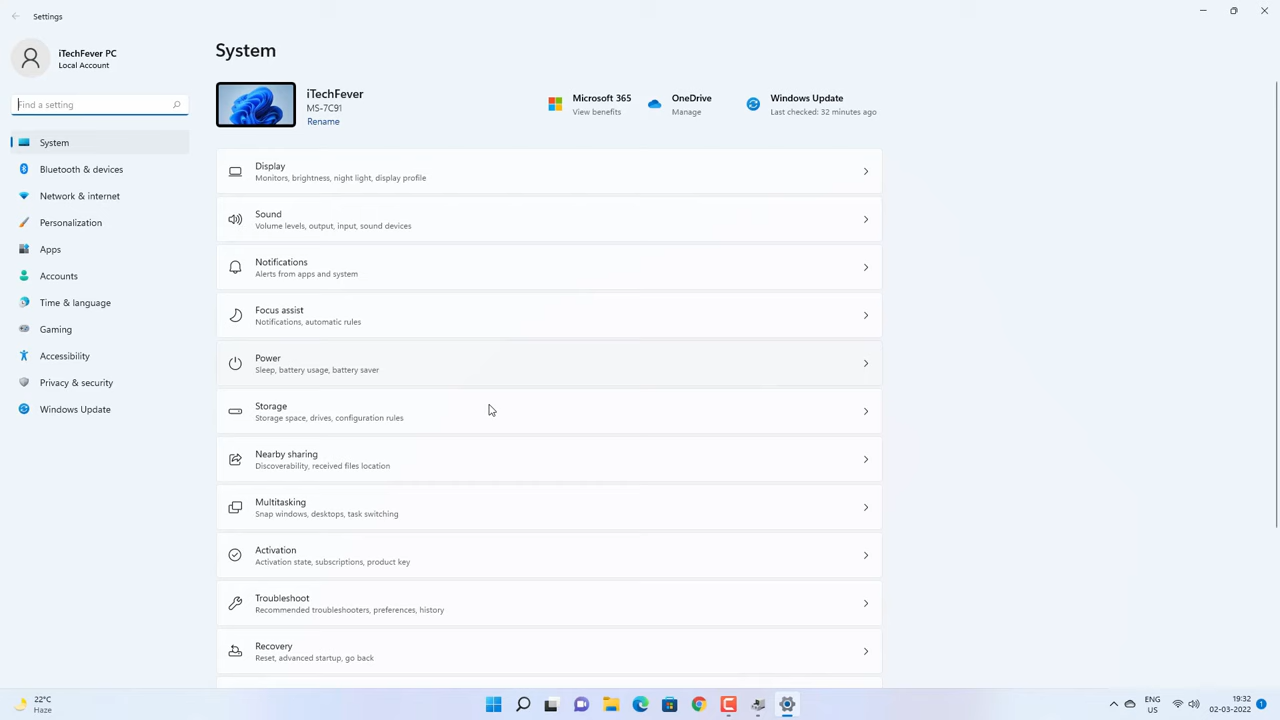 Settings
iTechFever PC
Local Account
Find a setting
System
Bluetooth & devices
Network & internet
Personalization
Apps
Accounts
Time & language
Gaming
Accessibility
Privacy & security
Windows Update
System
iTechFever
MS-7C91
Rename
Microsoft 365
View benefits
OneDrive
Manage
Windows Update
Last checked: 32 minutes ago
Display
Monitors, brightness, night light, display profile
Sound
Volume levels, output, input, sound devices
Notifications
Alerts from apps and system
Focus assist
Notifications, automatic rules
Power
Sleep, battery usage, battery saver
Storage
Storage space, drives, configuration rules
Nearby sharing
Discoverability, received files location
Multitasking
Snap windows, desktops, task switching
Activation
Activation state, subscriptions, product key
Troubleshoot
Recommended troubleshooters, preferences, history
Recovery
Reset, advanced startup, go back
22°C
Haze
ENG
US
19:32
02-03-2022
1